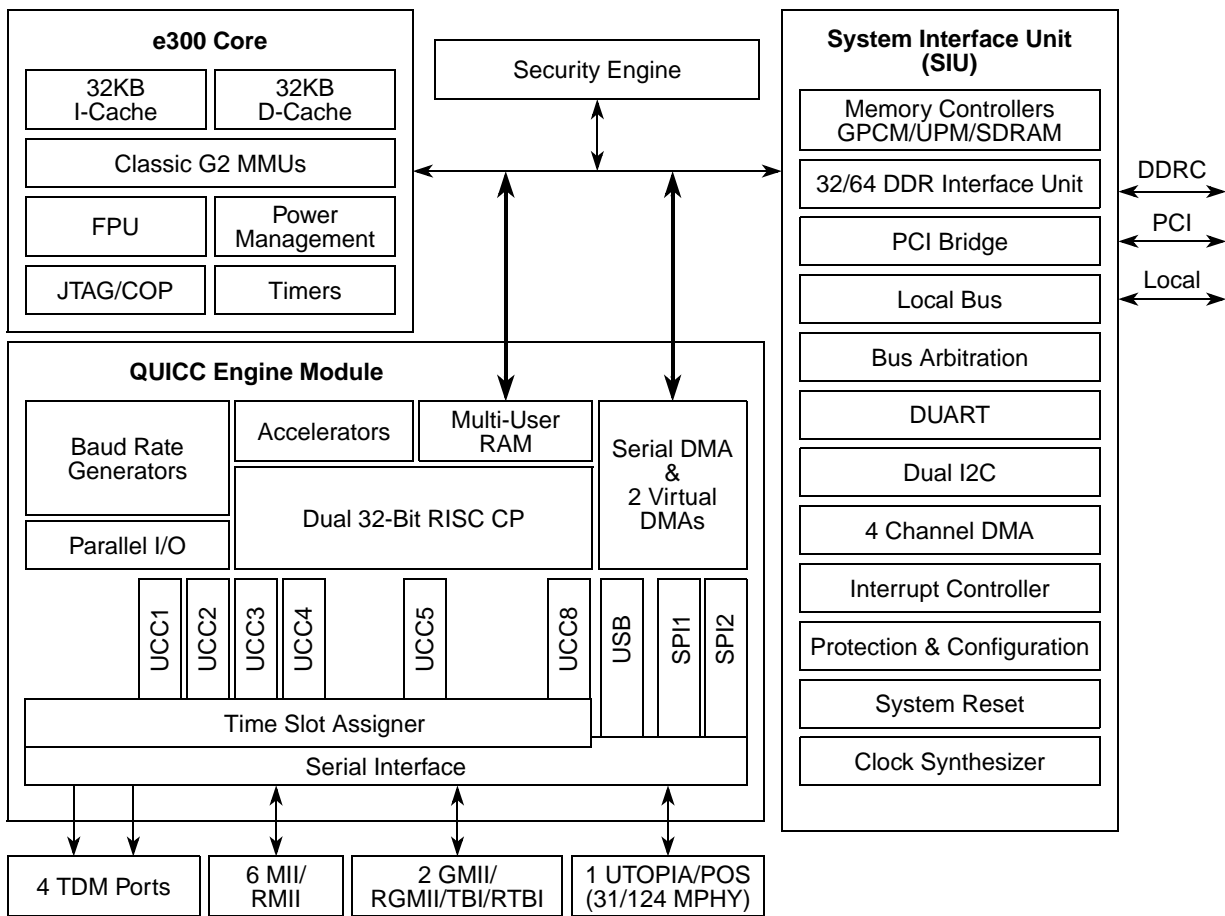 e300 Core
32KB
I-Cache
32KB
D-Cache
Classic G2 MMUs
FPU
Power
Management
JTAG/COP
Timers
Security Engine
System Interface Unit
(SIU)
Memory Controllers
GPCM/UPM/SDRAM
32/64 DDR Interface Unit
PCI Bridge
Local Bus
Bus Arbitration
DUART
Dual I2C
4 Channel DMA
Interrupt Controller
Protection & Configuration
System Reset
Clock Synthesizer
DDRC
PCI
Local
QUICC Engine Module
Baud Rate
Generators
Parallel I/O
Accelerators
Multi-User
RAM
Dual 32-Bit RISC CP
Serial DMA
&
2 Virtual
DMAs
UCC1
UCC2
UCC3
UCC4
UCC5
UCC8
USB
SPI1
SPI2
Time Slot Assigner
Serial Interface
4 TDM Ports
6 MII/
RMII
2 GMII/
RGMII/TBI/RTBI
1 UTOPIA/POS
(31/124 MPHY)